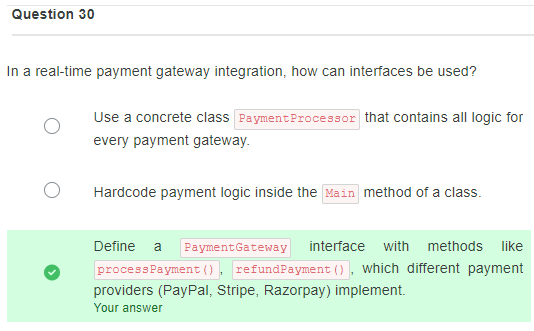 Question 30
In a real-time payment gateway integration, how can interfaces be used?
Use a concrete class PaymentProcessor that contains all logic for
every payment gateway.
Hardcode payment logic inside the Main method of a class.
Define a PaymentGateway interface with methods like
processPayment(), refundPayment(), which different payment
providers (PayPal, Stripe, Razorpay) implement.
Your answer